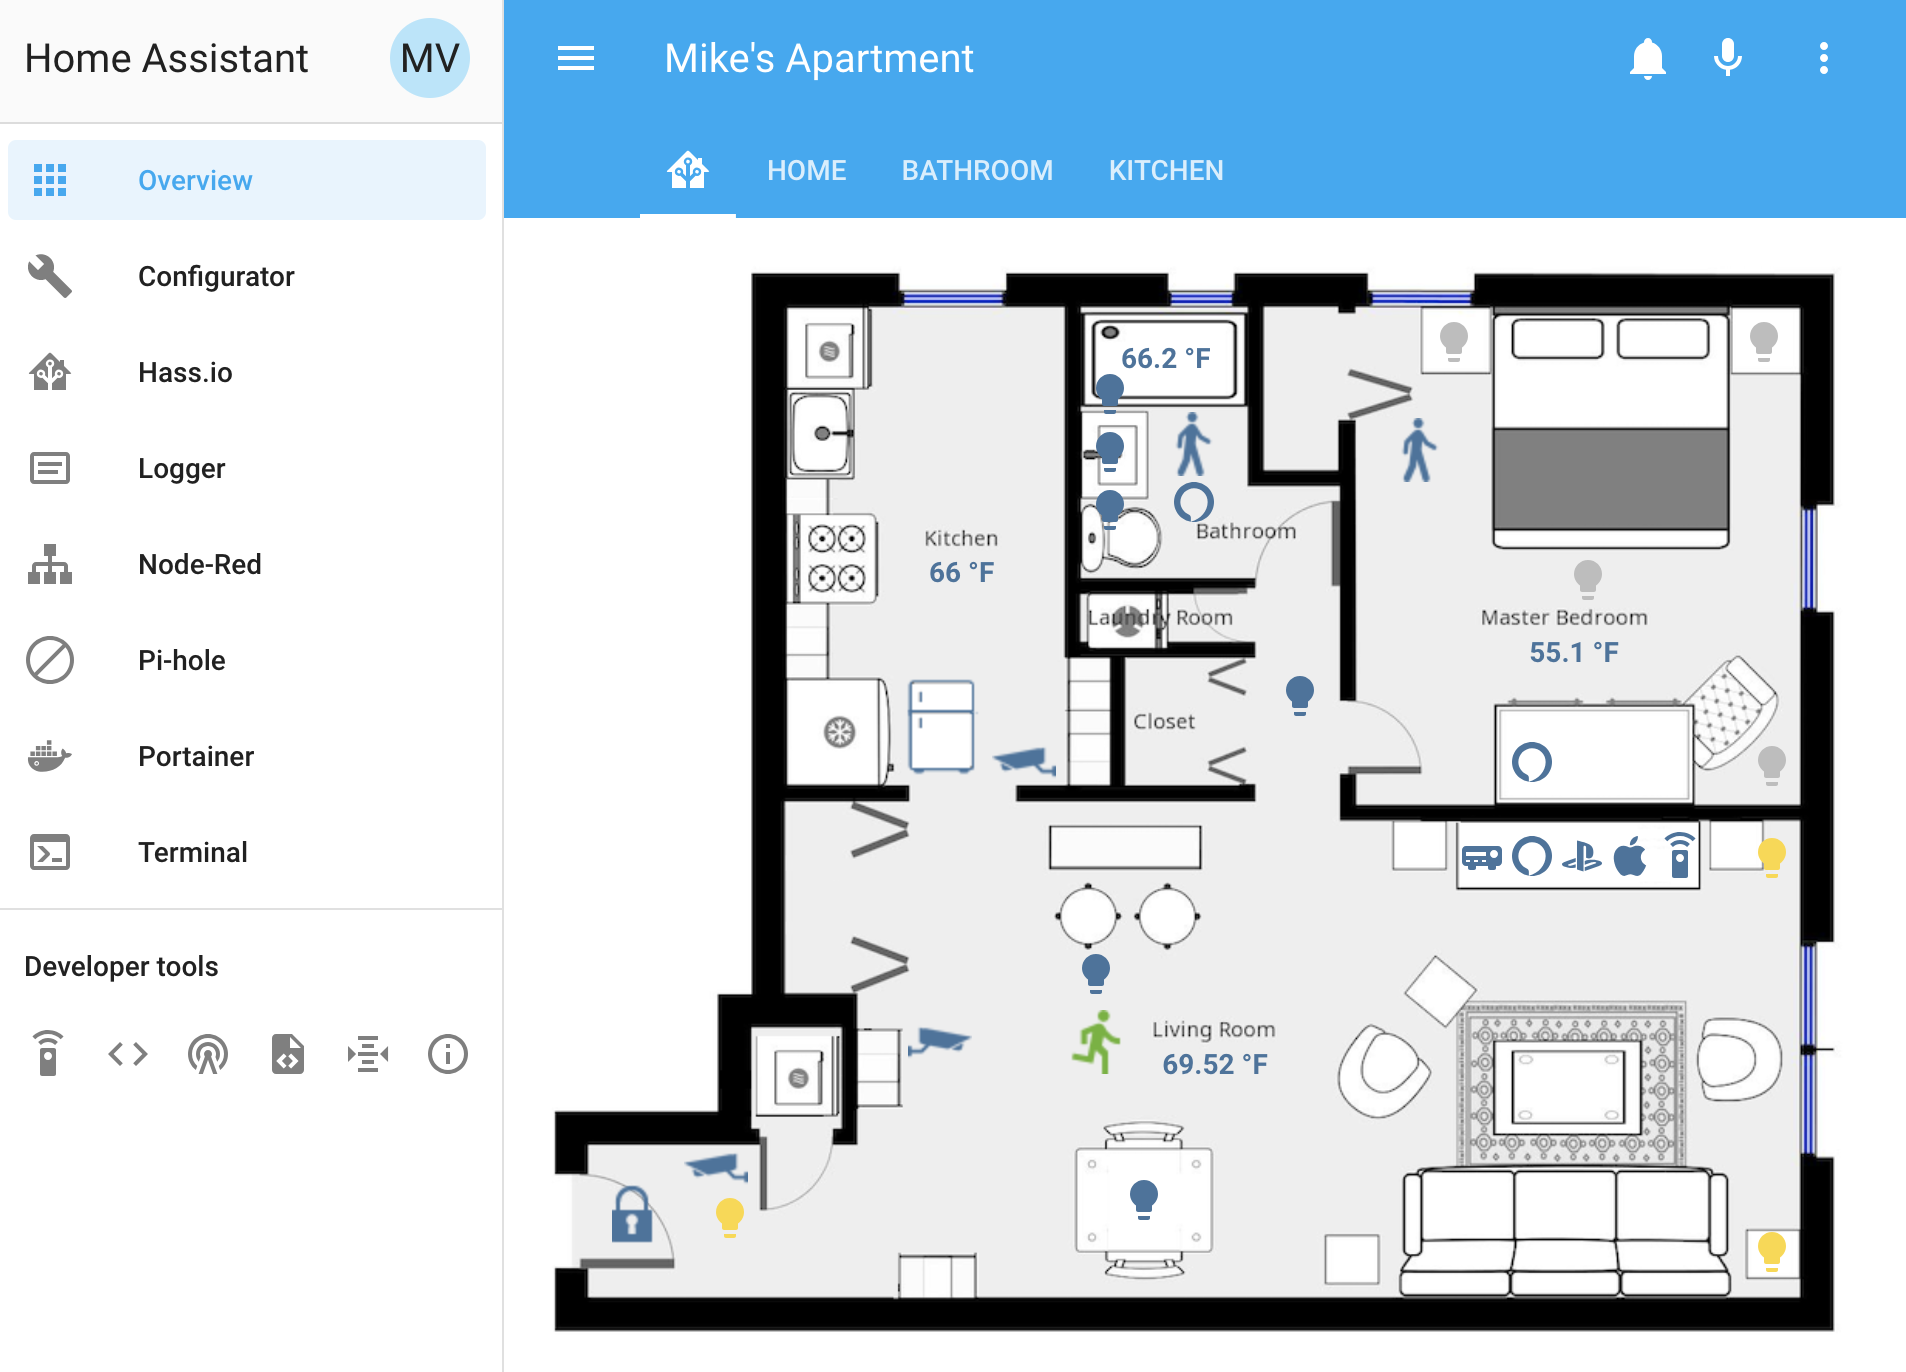 Home Assistant
MV
Mike's Apartment
HOME
BATHROOM
KITCHEN
Overview
Configurator
Hass.io
Logger
Node-Red
Pi-hole
Portainer
Terminal
Developer tools
66.2 °F
Kitchen
66 °F
Bathroom
Laundry Room
Master Bedroom
55.1 °F
Closet
Living Room
69.52 °F